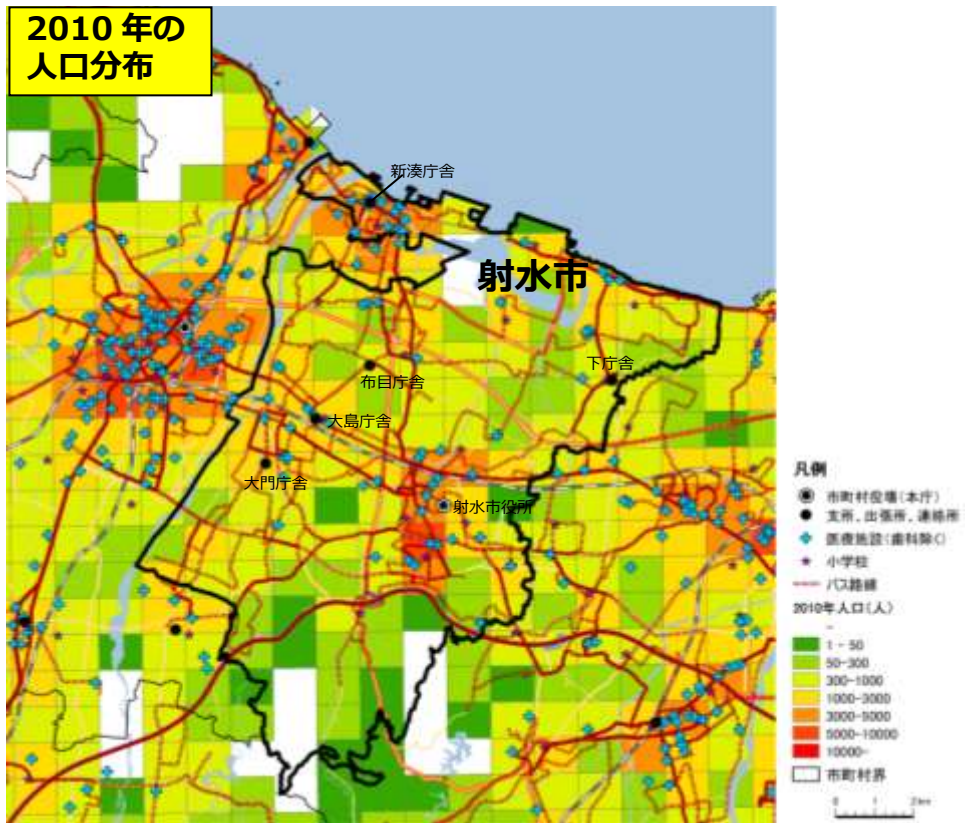 2010 年の
人口分布
新湊庁舎
射水市
布目庁舎
下庁舎
大島庁舎
大門庁舎
射水市役所
凡例
市町村役場(本庁)
支所、出張所、連絡所
医療施設(歯科除く)
小学校
バス路線
2010年人口(人)
-
1 - 50
50-300
300-1000
1000-3000
3000-5000
5000-10000
10000-
市町村界
0 1 2km